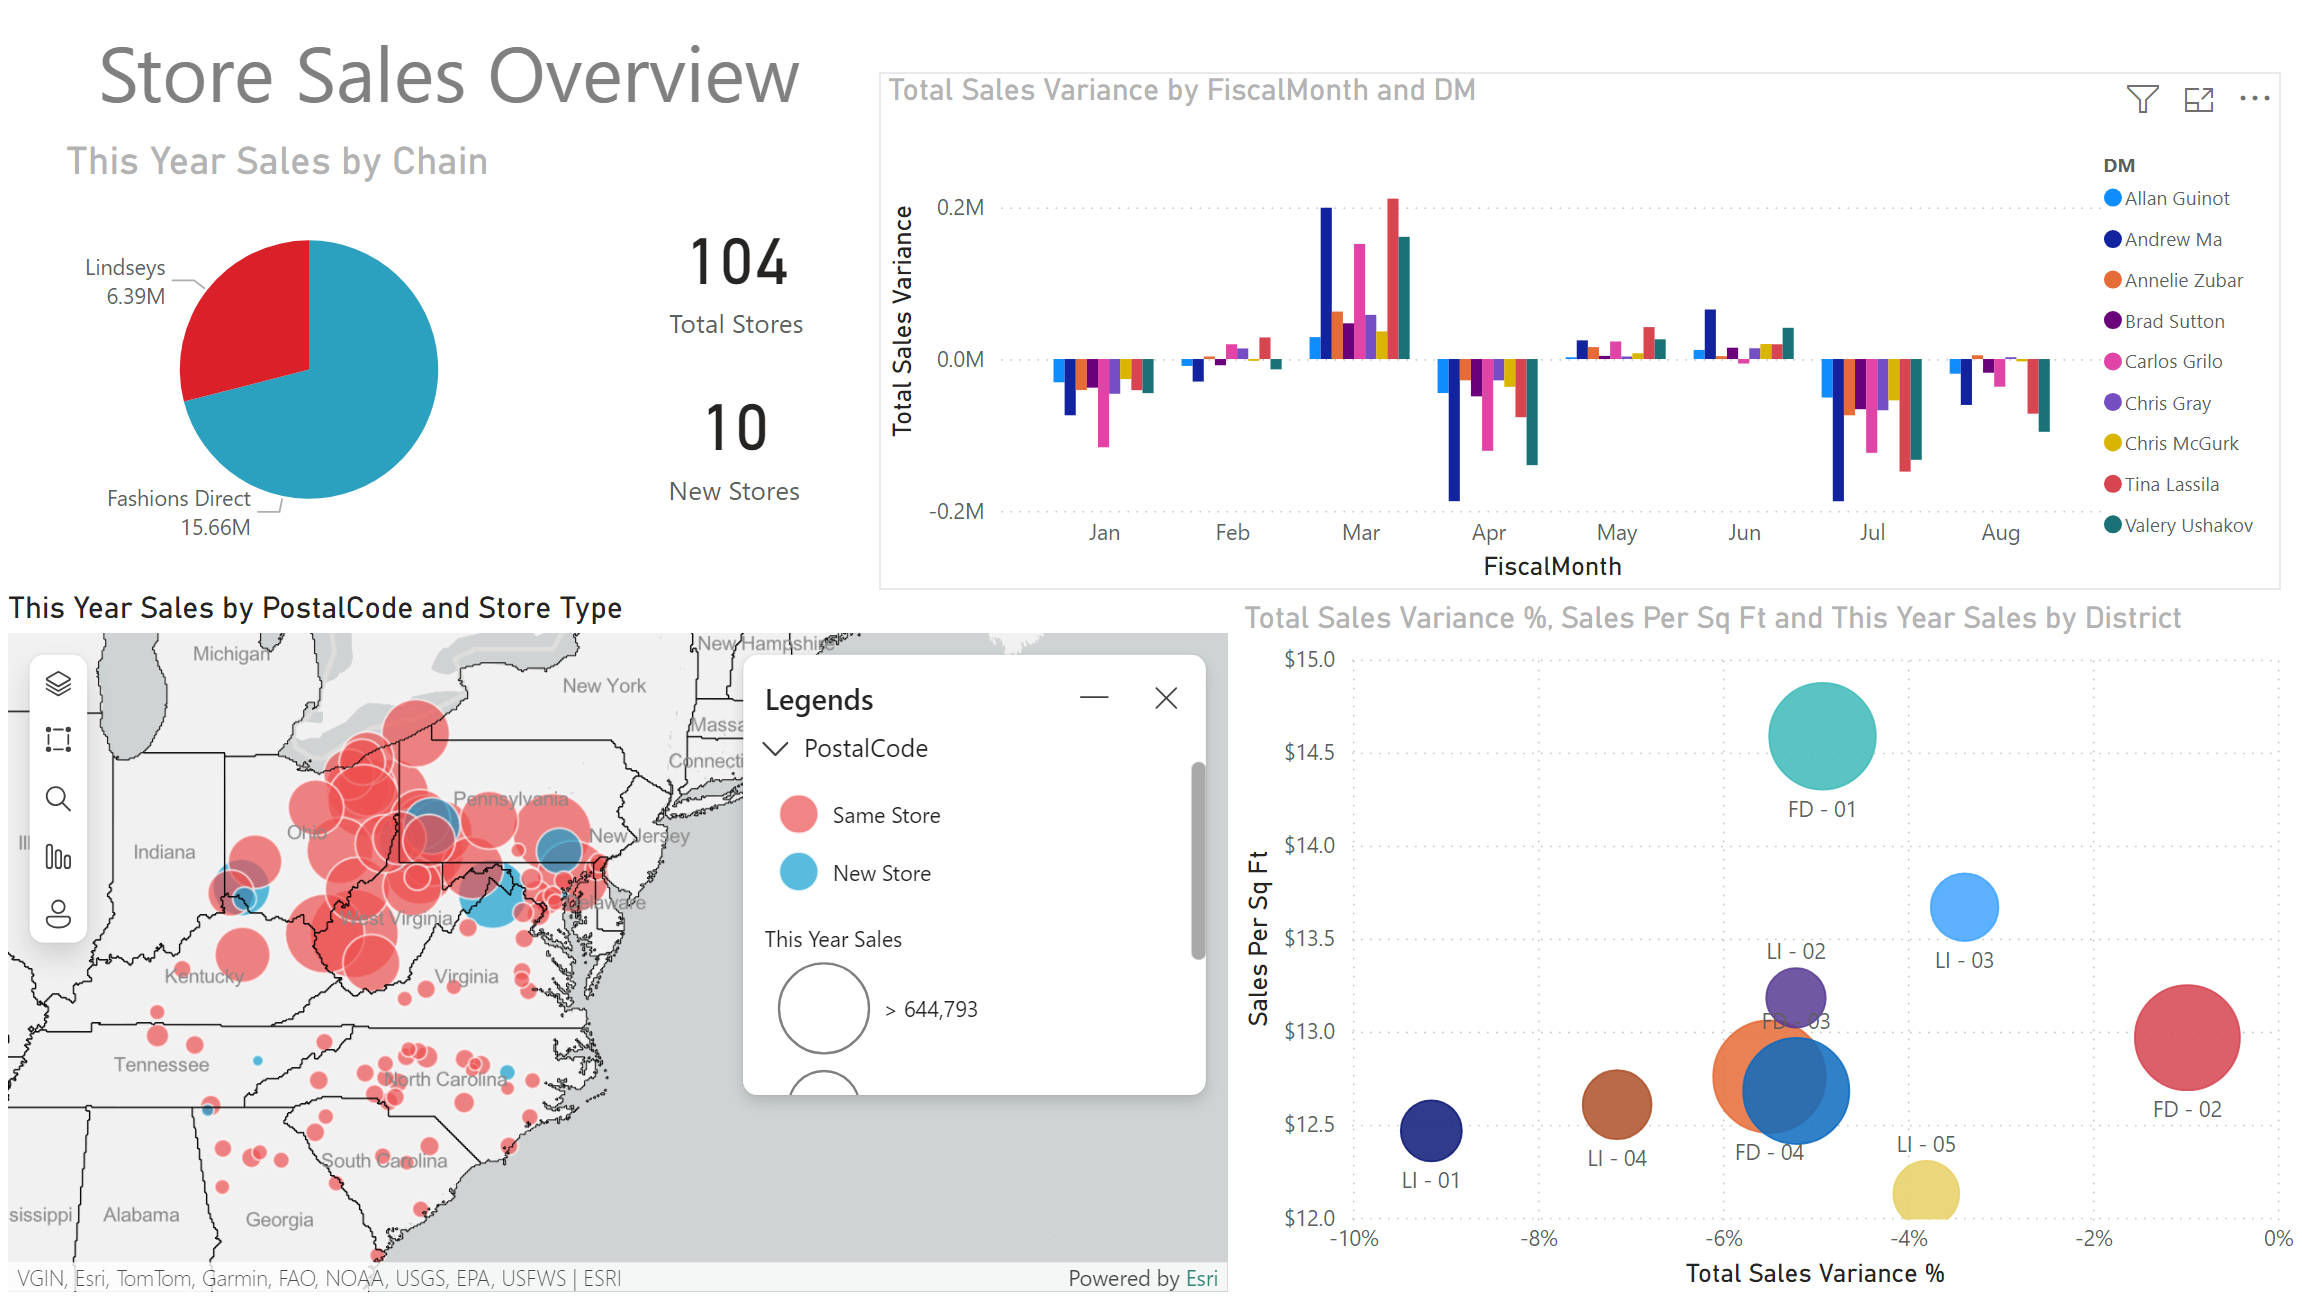 Store Sales Overview
This Year Sales by Chain
Lindseys
6.39M
Fashions Direct
15.66M
104
Total Stores
10
New Stores
Total Sales Variance by FiscalMonth and DM
Total Sales Variance
0.2M
0.0M
-0.2M
Jan
Feb
Mar
Apr
May
Jun
Jul
Aug
FiscalMonth
DM
Allan Guinot
Andrew Ma
Annelie Zubar
Brad Sutton
Carlos Grilo
Chris Gray
Chris McGurk
Tina Lassila
Valery Ushakov
This Year Sales by PostalCode and Store Type
Michigan
New Hampshire
New York
Massa
Connecti
Pennsylvania
New Jersey
Ohio
Ill
Indiana
Delaware
West Virginia
Kentucky
Virginia
Tennessee
North Carolina
South Carolina
sissippi
Alabama
Georgia
Legends
PostalCode
Same Store
New Store
This Year Sales
> 644,793
VGIN, Esri, TomTom, Garmin, FAO, NOAA, USGS, EPA, USFWS | ESRI
Powered by Esri
Total Sales Variance %, Sales Per Sq Ft and This Year Sales by District
Sales Per Sq Ft
$15.0
$14.5
$14.0
$13.5
$13.0
$12.5
$12.0
FD - 01
LI - 03
LI - 02
FD - 03
FD - 02
LI - 04
FD - 04
LI - 05
LI - 01
-10%
-8%
-6%
-4%
-2%
0%
Total Sales Variance %